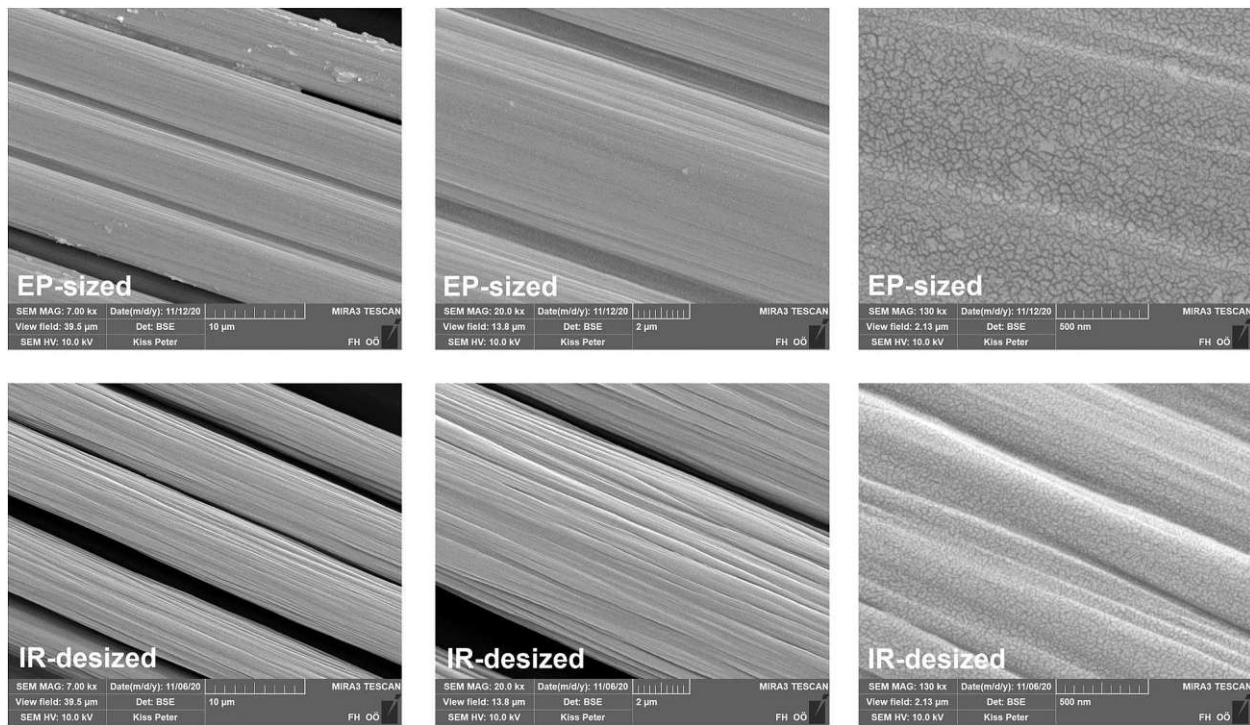 EP-sized
SEM MAG: 7.00 kx Date(m/d/y): 11/12/20 MIRA3 TESCAN
View field: 39.5 µm Det: BSE 10 µm
SEM HV: 10.0 kV Kiss Peter FH OÖ
EP-sized
SEM MAG: 20.0 kx Date(m/d/y): 11/12/20 MIRA3 TESCAN
View field: 13.8 µm Det: BSE 2 µm
SEM HV: 10.0 kV Kiss Peter FH OÖ
EP-sized
SEM MAG: 130 kx Date(m/d/y): 11/12/20 MIRA3 TESCAN
View field: 2.13 µm Det: BSE 500 nm
SEM HV: 10.0 kV Kiss Peter FH OÖ
IR-desized
SEM MAG: 7.00 kx Date(m/d/y): 11/06/20 MIRA3 TESCAN
View field: 39.5 µm Det: BSE 10 µm
SEM HV: 10.0 kV Kiss Peter FH OÖ
IR-desized
SEM MAG: 20.0 kx Date(m/d/y): 11/06/20 MIRA3 TESCAN
View field: 13.8 µm Det: BSE 2 µm
SEM HV: 10.0 kV Kiss Peter FH OÖ
IR-desized
SEM MAG: 130 kx Date(m/d/y): 11/06/20 MIRA3 TESCAN
View field: 2.13 µm Det: BSE 500 nm
SEM HV: 10.0 kV Kiss Peter FH OÖ